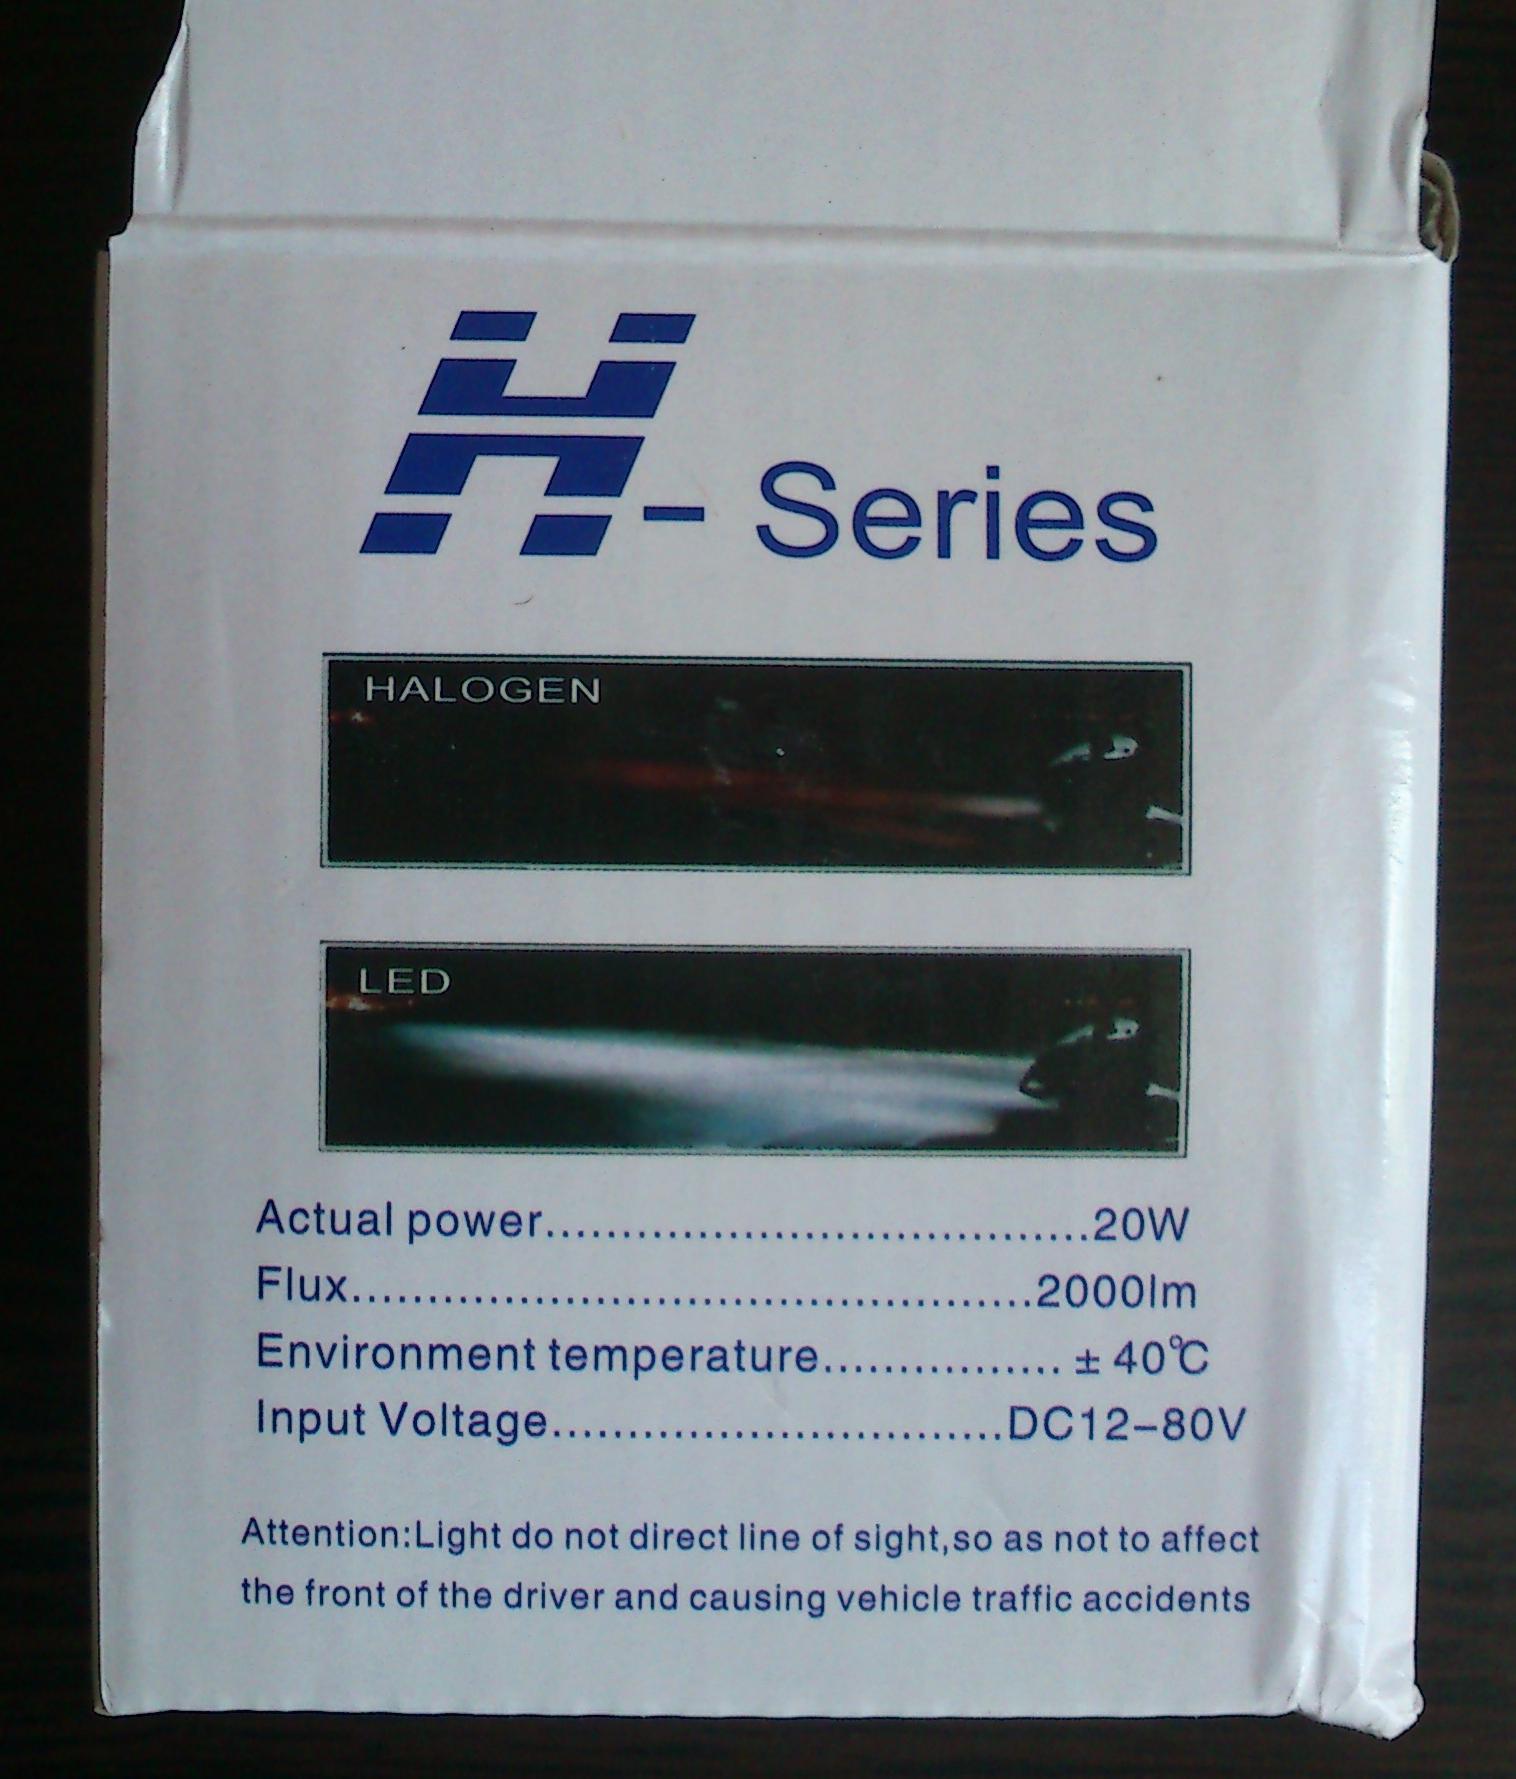 H- Series
HALOGEN
LED
Actual power....................................20W
Flux.............................................2000lm
Environment temperature................ ± 40℃
Input Voltage..............................DC12-80V
Attention:Light do not direct line of sight,so as not to affect
the front of the driver and causing vehicle traffic accidents